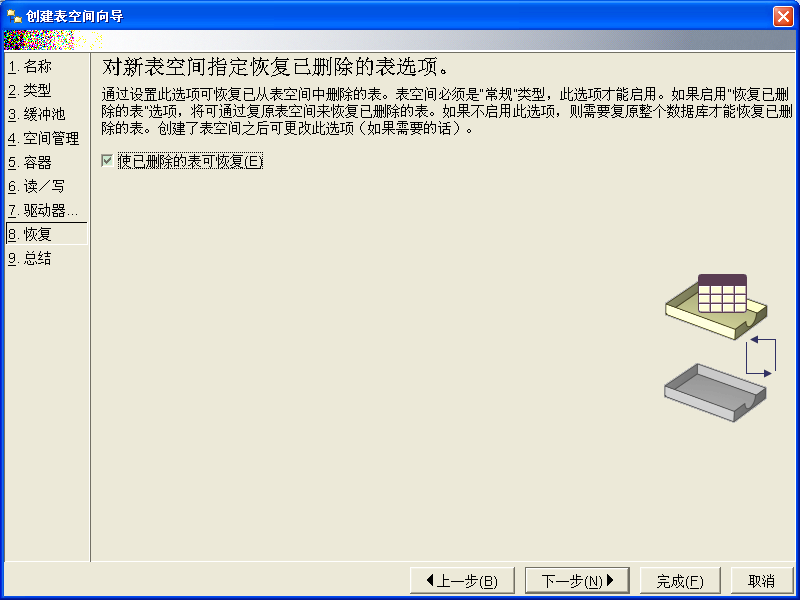 创建表空间向导
1. 名称
2. 类型
3. 缓冲池
4. 空间管理
5. 容器
6. 读／写
7. 驱动器...
8. 恢复
9. 总结
对新表空间指定恢复已删除的表选项。
通过设置此选项可恢复已从表空间中删除的表。表空间必须是"常规"类型，此选项才能启用。如果启用"恢复已删
除的表"选项，将可通过复原表空间来恢复已删除的表。如果不启用此选项，则需要复原整个数据库才能恢复已删
除的表。创建了表空间之后可更改此选项（如果需要的话）。
使已删除的表可恢复(E)
上一步(B)
下一步(N)
完成(F)
取消